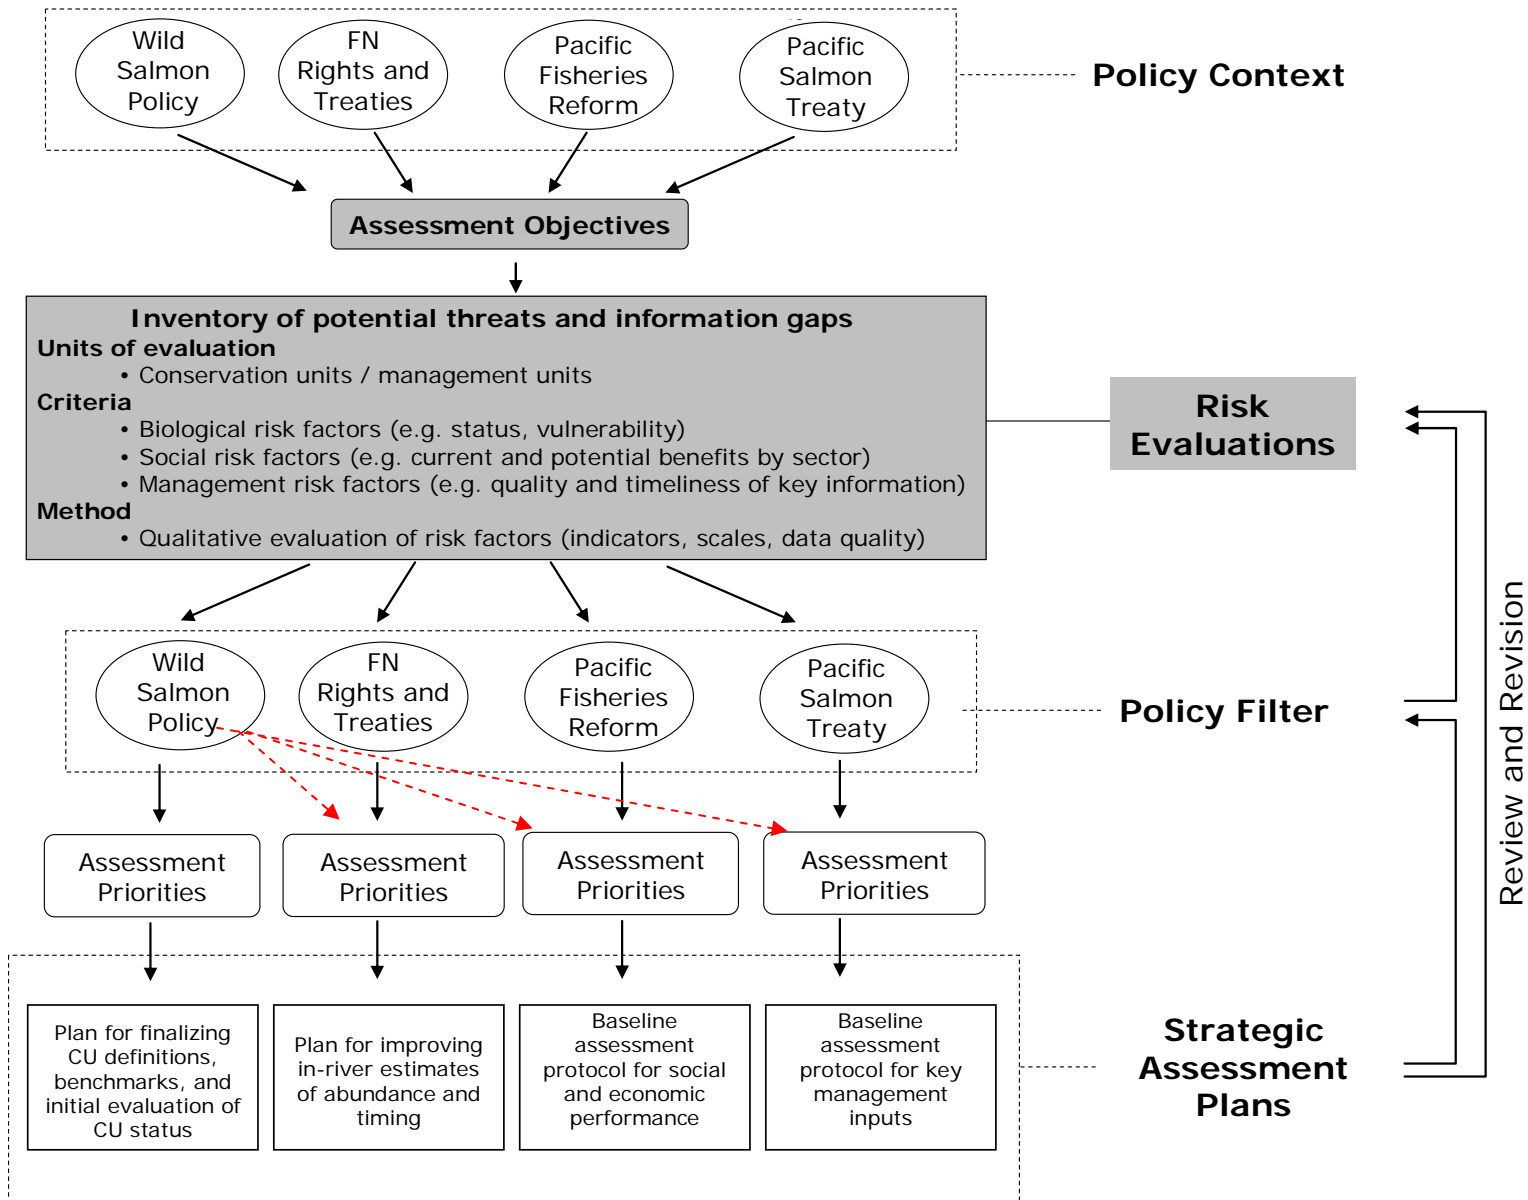 Wild
Salmon
Policy
FN
Rights and
Treaties
Pacific
Fisheries
Reform
Pacific
Salmon
Treaty
Policy Context
Assessment Objectives
Inventory of potential threats and information gaps
Units of evaluation
• Conservation units / management units
Criteria
• Biological risk factors (e.g. status, vulnerability)
• Social risk factors (e.g. current and potential benefits by sector)
• Management risk factors (e.g. quality and timeliness of key information)
Method
• Qualitative evaluation of risk factors (indicators, scales, data quality)
Risk
Evaluations
Wild
Salmon
Policy
FN
Rights and
Treaties
Pacific
Fisheries
Reform
Pacific
Salmon
Treaty
Policy Filter
Review and Revision
Assessment
Priorities
Assessment
Priorities
Assessment
Priorities
Assessment
Priorities
Plan for finalizing
CU definitions,
benchmarks, and
initial evaluation of
CU status
Plan for improving
in-river estimates
of abundance and
timing
Baseline
assessment
protocol for social
and economic
performance
Baseline
assessment
protocol for key
management
inputs
Strategic
Assessment
Plans